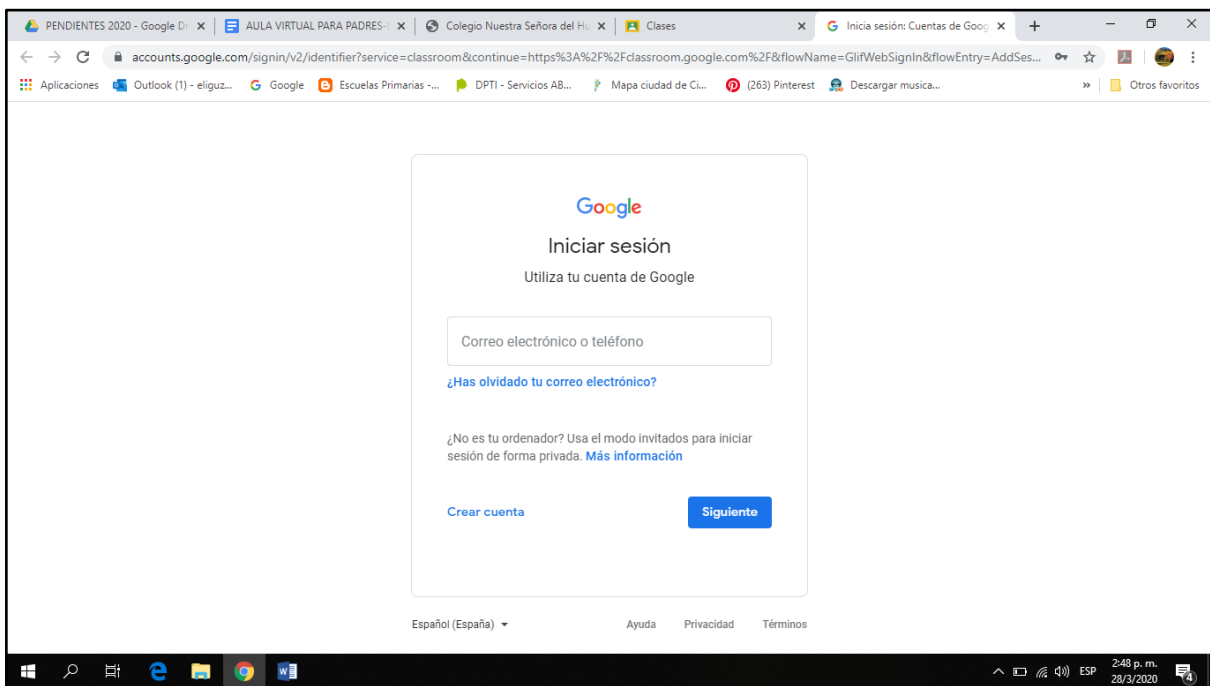 PENDIENTES 2020 - Google Dr
AULA VIRTUAL PARA PADRES-
Colegio Nuestra Señora del Hu
Clases
Inicia sesión: Cuentas de Goog
accounts.google.com/signin/v2/identifier?service=classroom&continue=https%3A%2F%2Fclassroom.google.com%2F&flowName=GlifWebSignIn&flowEntry=AddSes...
Aplicaciones
Outlook (1) - eliguz...
Google
Escuelas Primarias -...
DPTI - Servicios AB...
Mapa ciudad de Ci...
(263) Pinterest
Descargar musica...
»
Otros favoritos
Google
Iniciar sesión
Utiliza tu cuenta de Google
Correo electrónico o teléfono
¿Has olvidado tu correo electrónico?
¿No es tu ordenador? Usa el modo invitados para iniciar
sesión de forma privada. Más información
Crear cuenta
Siguiente
Español (España)
Ayuda
Privacidad
Términos
ESP
2:48 p. m.
28/3/2020
4